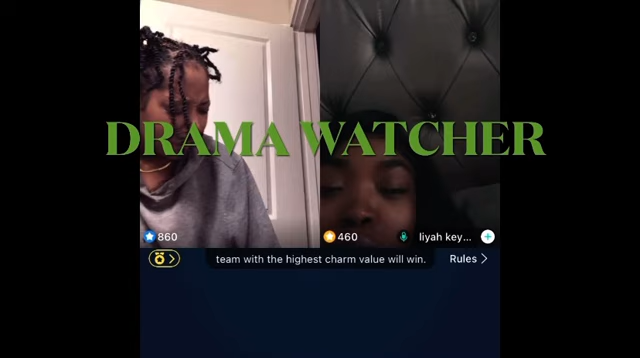 DRAMA WATCHER
860
460
liyah key...
team with the highest charm value will win.
Rules >